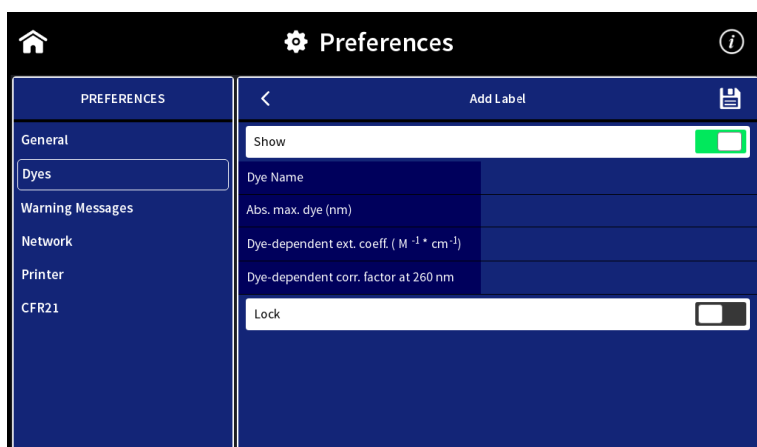 Preferences
i
PREFERENCES
General
Dyes
Warning Messages
Network
Printer
CFR21
Add Label
Show
Dye Name
Abs. max. dye (nm)
Dye-dependent ext. coeff. ( M ⁻¹ * cm⁻¹)
Dye-dependent corr. factor at 260 nm
Lock